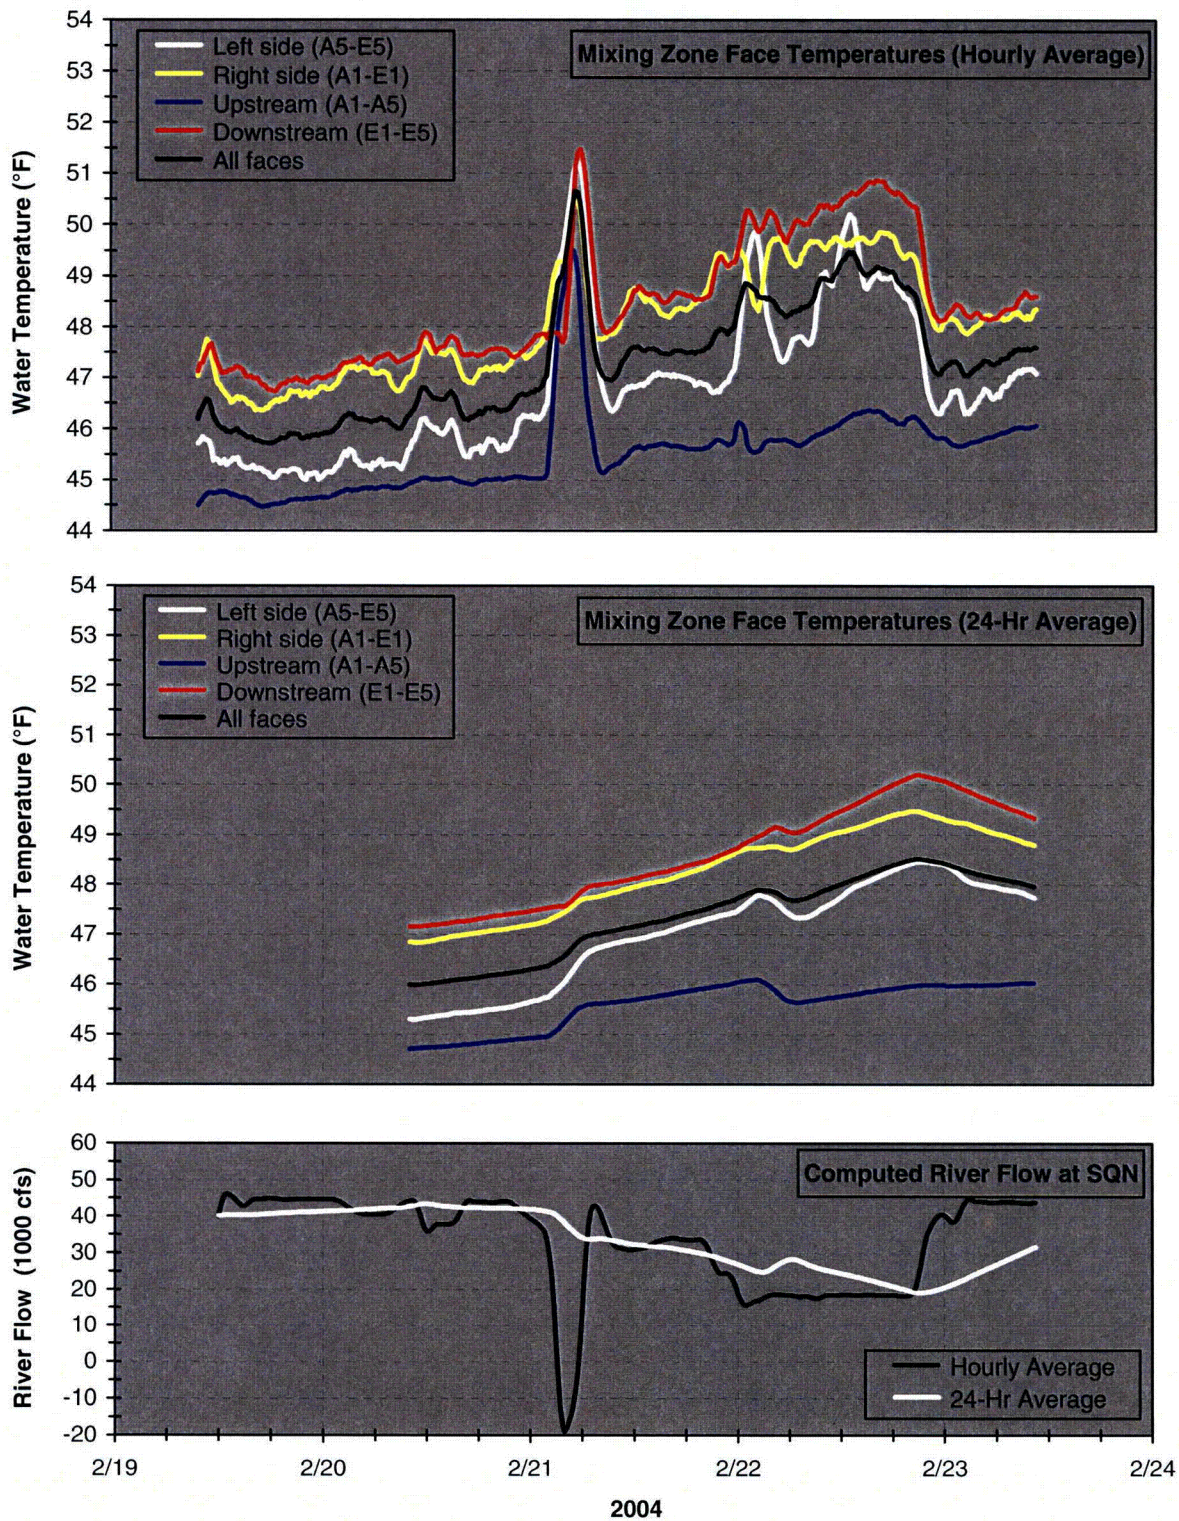 Mixing Zone Face Temperatures (Hourly Average)
Left side (A5-E5)
Right side (A1-E1)
Upstream (A1-A5)
Downstream (E1-E5)
All faces
Water Temperature (°F)
54
53
52
51
50
49
48
47
46
45
44
Mixing Zone Face Temperatures (24-Hr Average)
Left side (A5-E5)
Right side (A1-E1)
Upstream (A1-A5)
Downstream (E1-E5)
All faces
Water Temperature (°F)
54
53
52
51
50
49
48
47
46
45
44
Computed River Flow at SQN
River Flow (1000 cfs)
60
50
40
30
20
10
0
-10
-20
Hourly Average
24-Hr Average
2/19
2/20
2/21
2/22
2/23
2/24
2004